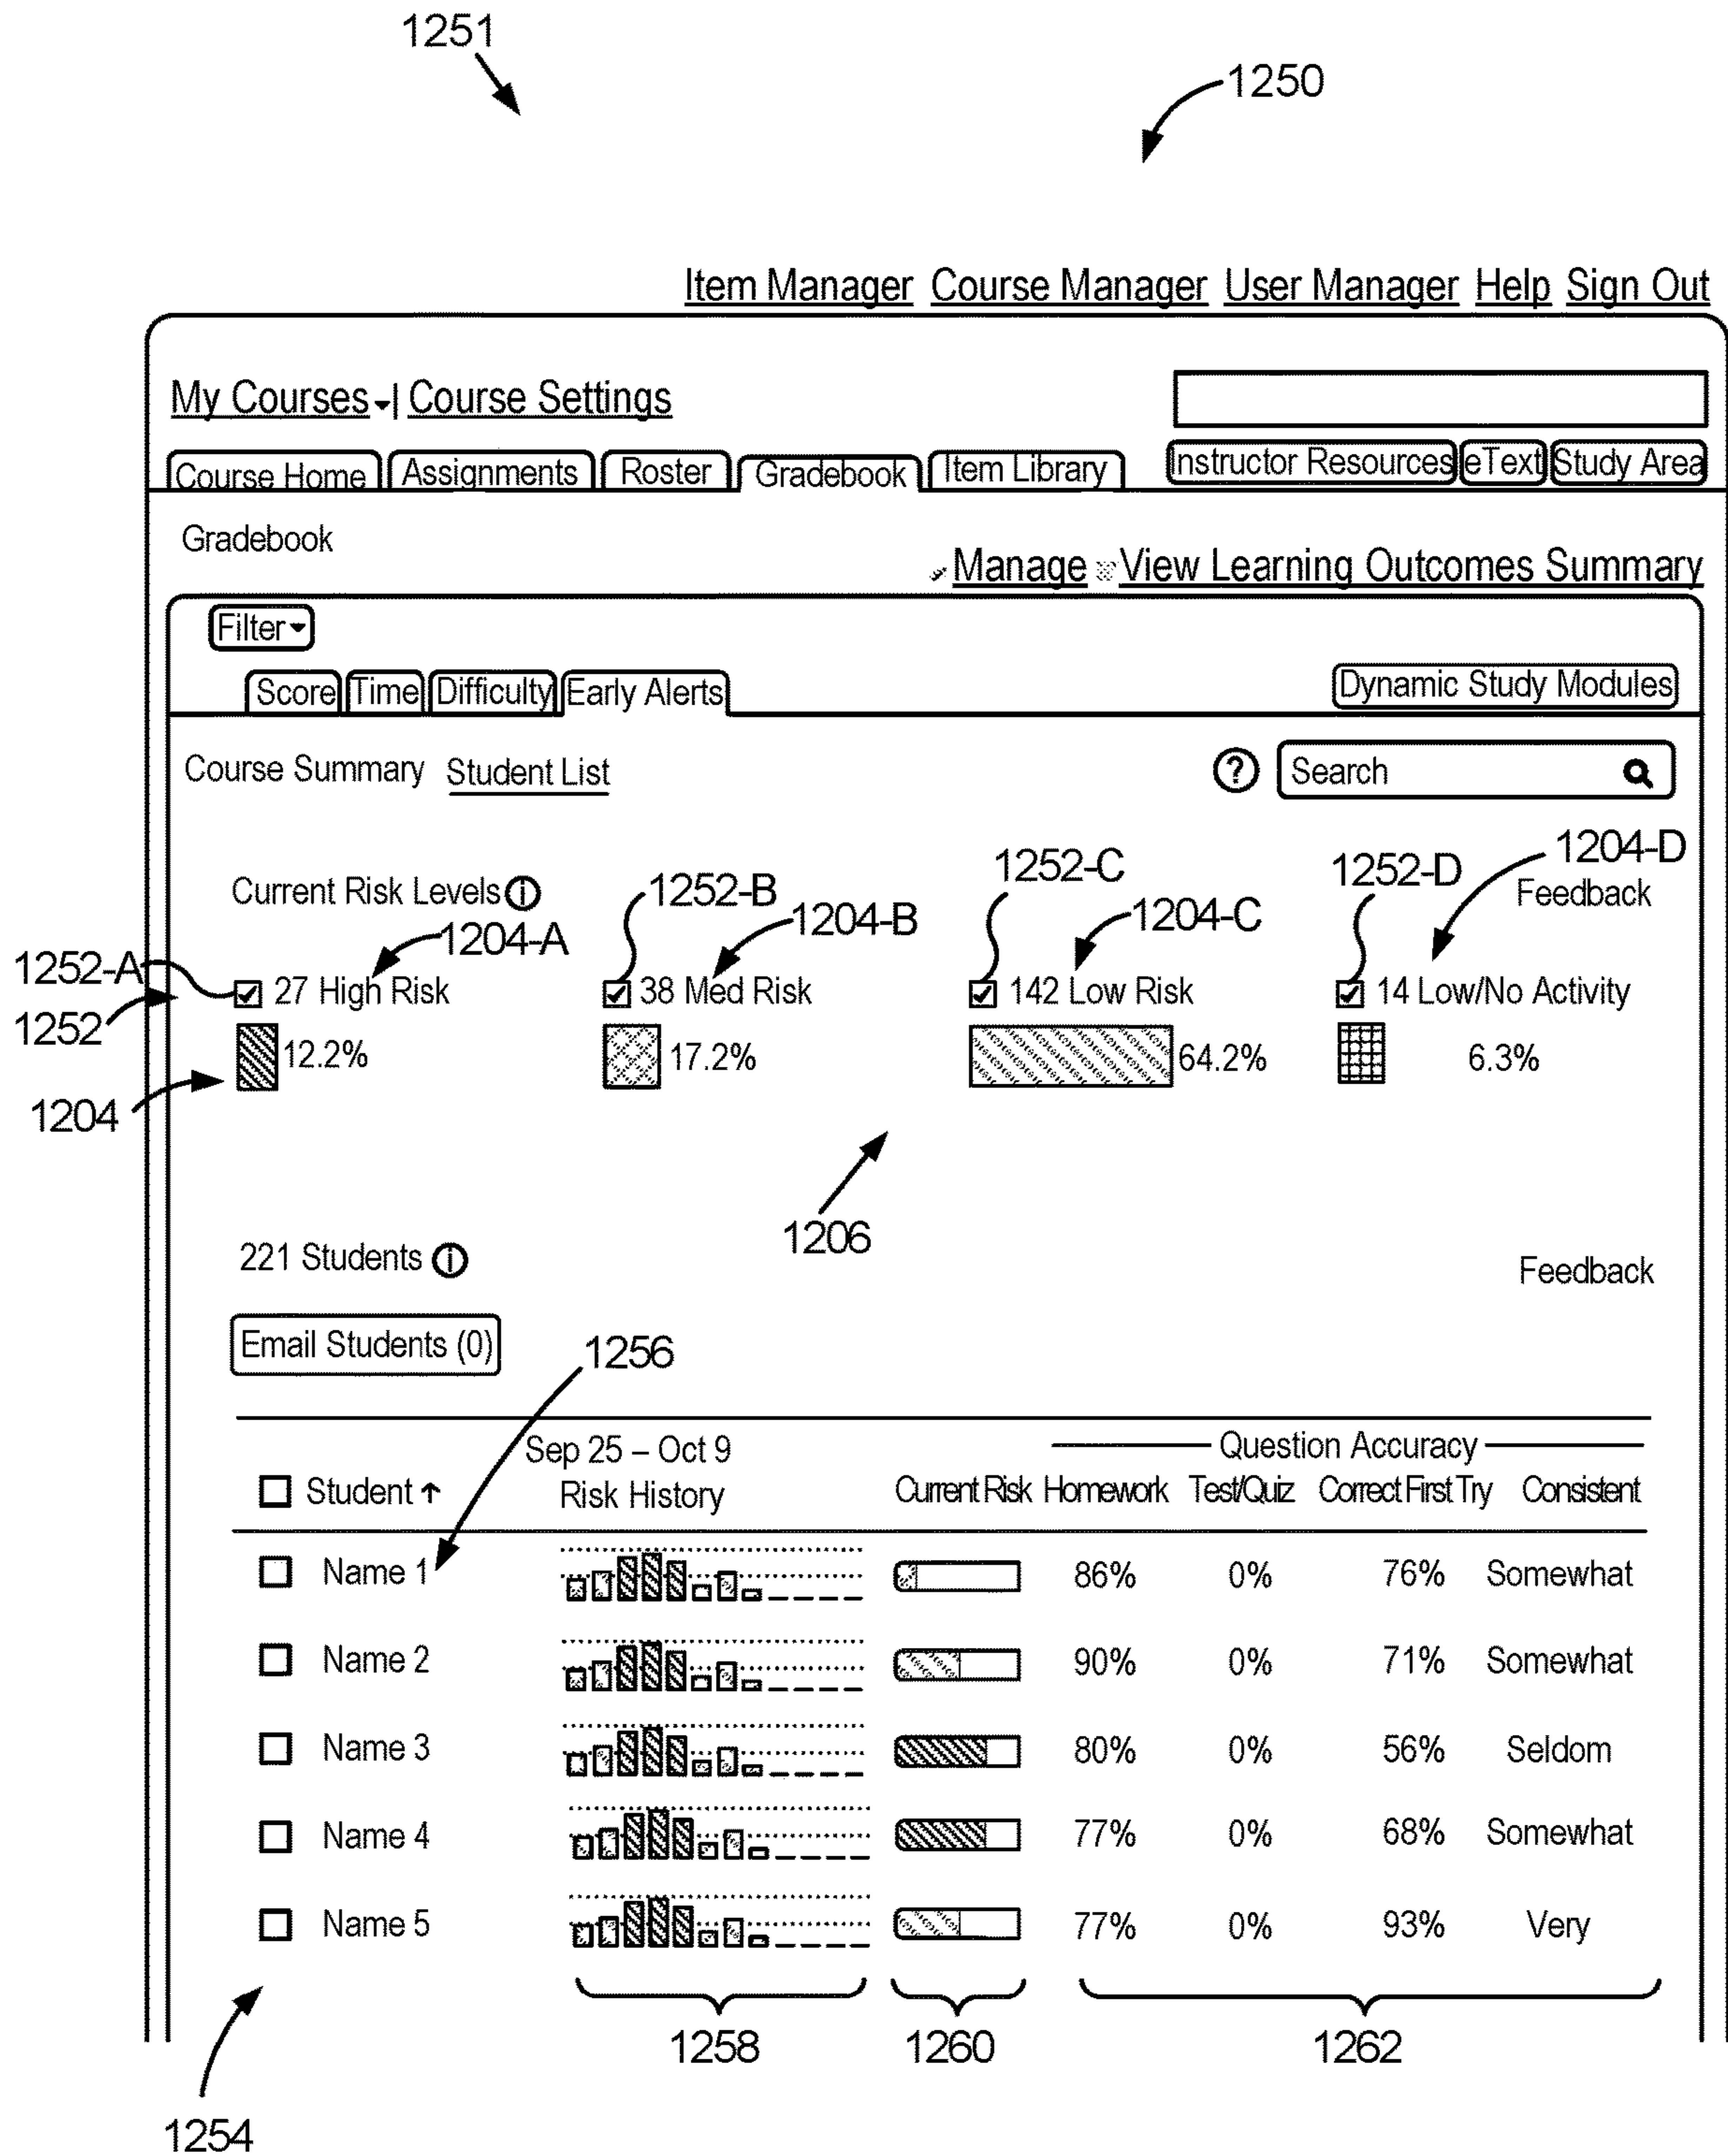 1251
1250
Item Manager Course Manager User Manager Help Sign Out
My Courses | Course Settings
Course Home Assignments Roster Gradebook Item Library Instructor Resources eText Study Area
Gradebook
Manage View Learning Outcomes Summary
Filter
Score Time Difficulty Early Alerts Dynamic Study Modules
Course Summary Student List ? Search
1252-C 1252-D 1204-D
Current Risk Levels i 1252-B Feedback
1204-A 1204-B 1204-C
1252-A 27 High Risk 38 Med Risk 142 Low Risk 14 Low/No Activity
1252
12.2% 17.2% 64.2% 6.3%
1204
1206
221 Students i Feedback
Email Students (0) 1256
Sep 25 – Oct 9 Question Accuracy
Student ↑ Risk History Current Risk Homework Test/Quiz Correct First Try Consistent
Name 1 86% 0% 76% Somewhat
Name 2 90% 0% 71% Somewhat
Name 3 80% 0% 56% Seldom
Name 4 77% 0% 68% Somewhat
Name 5 77% 0% 93% Very
1258 1260 1262
1254